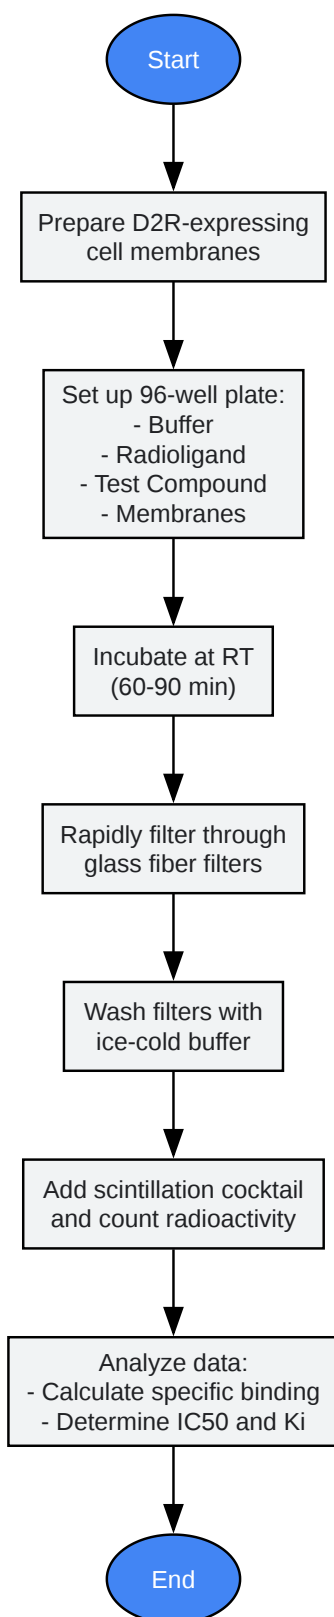 Start
Prepare D2R-expressing
cell membranes
Set up 96-well plate:
- Buffer
- Radioligand
- Test Compound
- Membranes
Incubate at RT
(60-90 min)
Rapidly filter through
glass fiber filters
Wash filters with
ice-cold buffer
Add scintillation cocktail
and count radioactivity
Analyze data:
- Calculate specific binding
- Determine IC50 and Ki
End